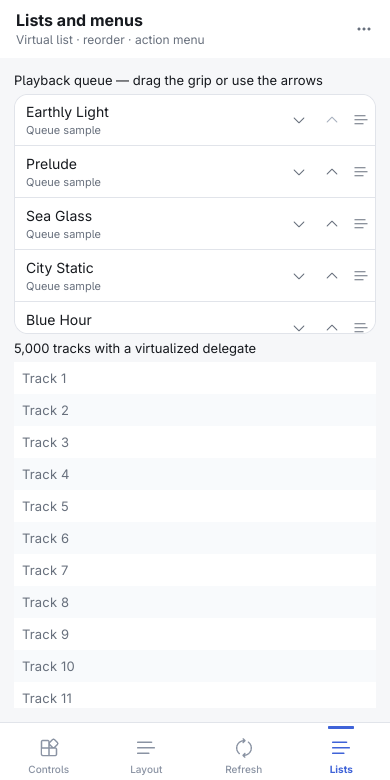 Lists and menus
Virtual list · reorder · action menu
Playback queue — drag the grip or use the arrows
Earthly Light
Queue sample
Prelude
Queue sample
Sea Glass
Queue sample
City Static
Queue sample
Blue Hour
5,000 tracks with a virtualized delegate
Track 1
Track 2
Track 3
Track 4
Track 5
Track 6
Track 7
Track 8
Track 9
Track 10
Track 11
Controls
Layout
Refresh
Lists